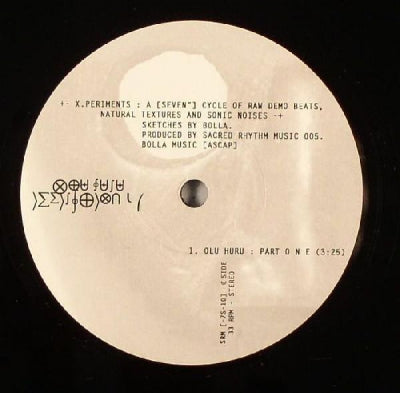 +- X.PERIMENTS : A [SEVEN"] CYCLE OF RAW DEMO BEATS,
NATURAL TEXTURES AND SONIC NOISES -+
SKETCHES BY BOLLA.
PRODUCED BY SACRED RHYTHM MUSIC 005.
BOLLA MUSIC [ASCAP]
1. OLU HURU : PART O N E (3:25)
SRM [-7S-10] C SIDE
33 RPM - STEREO